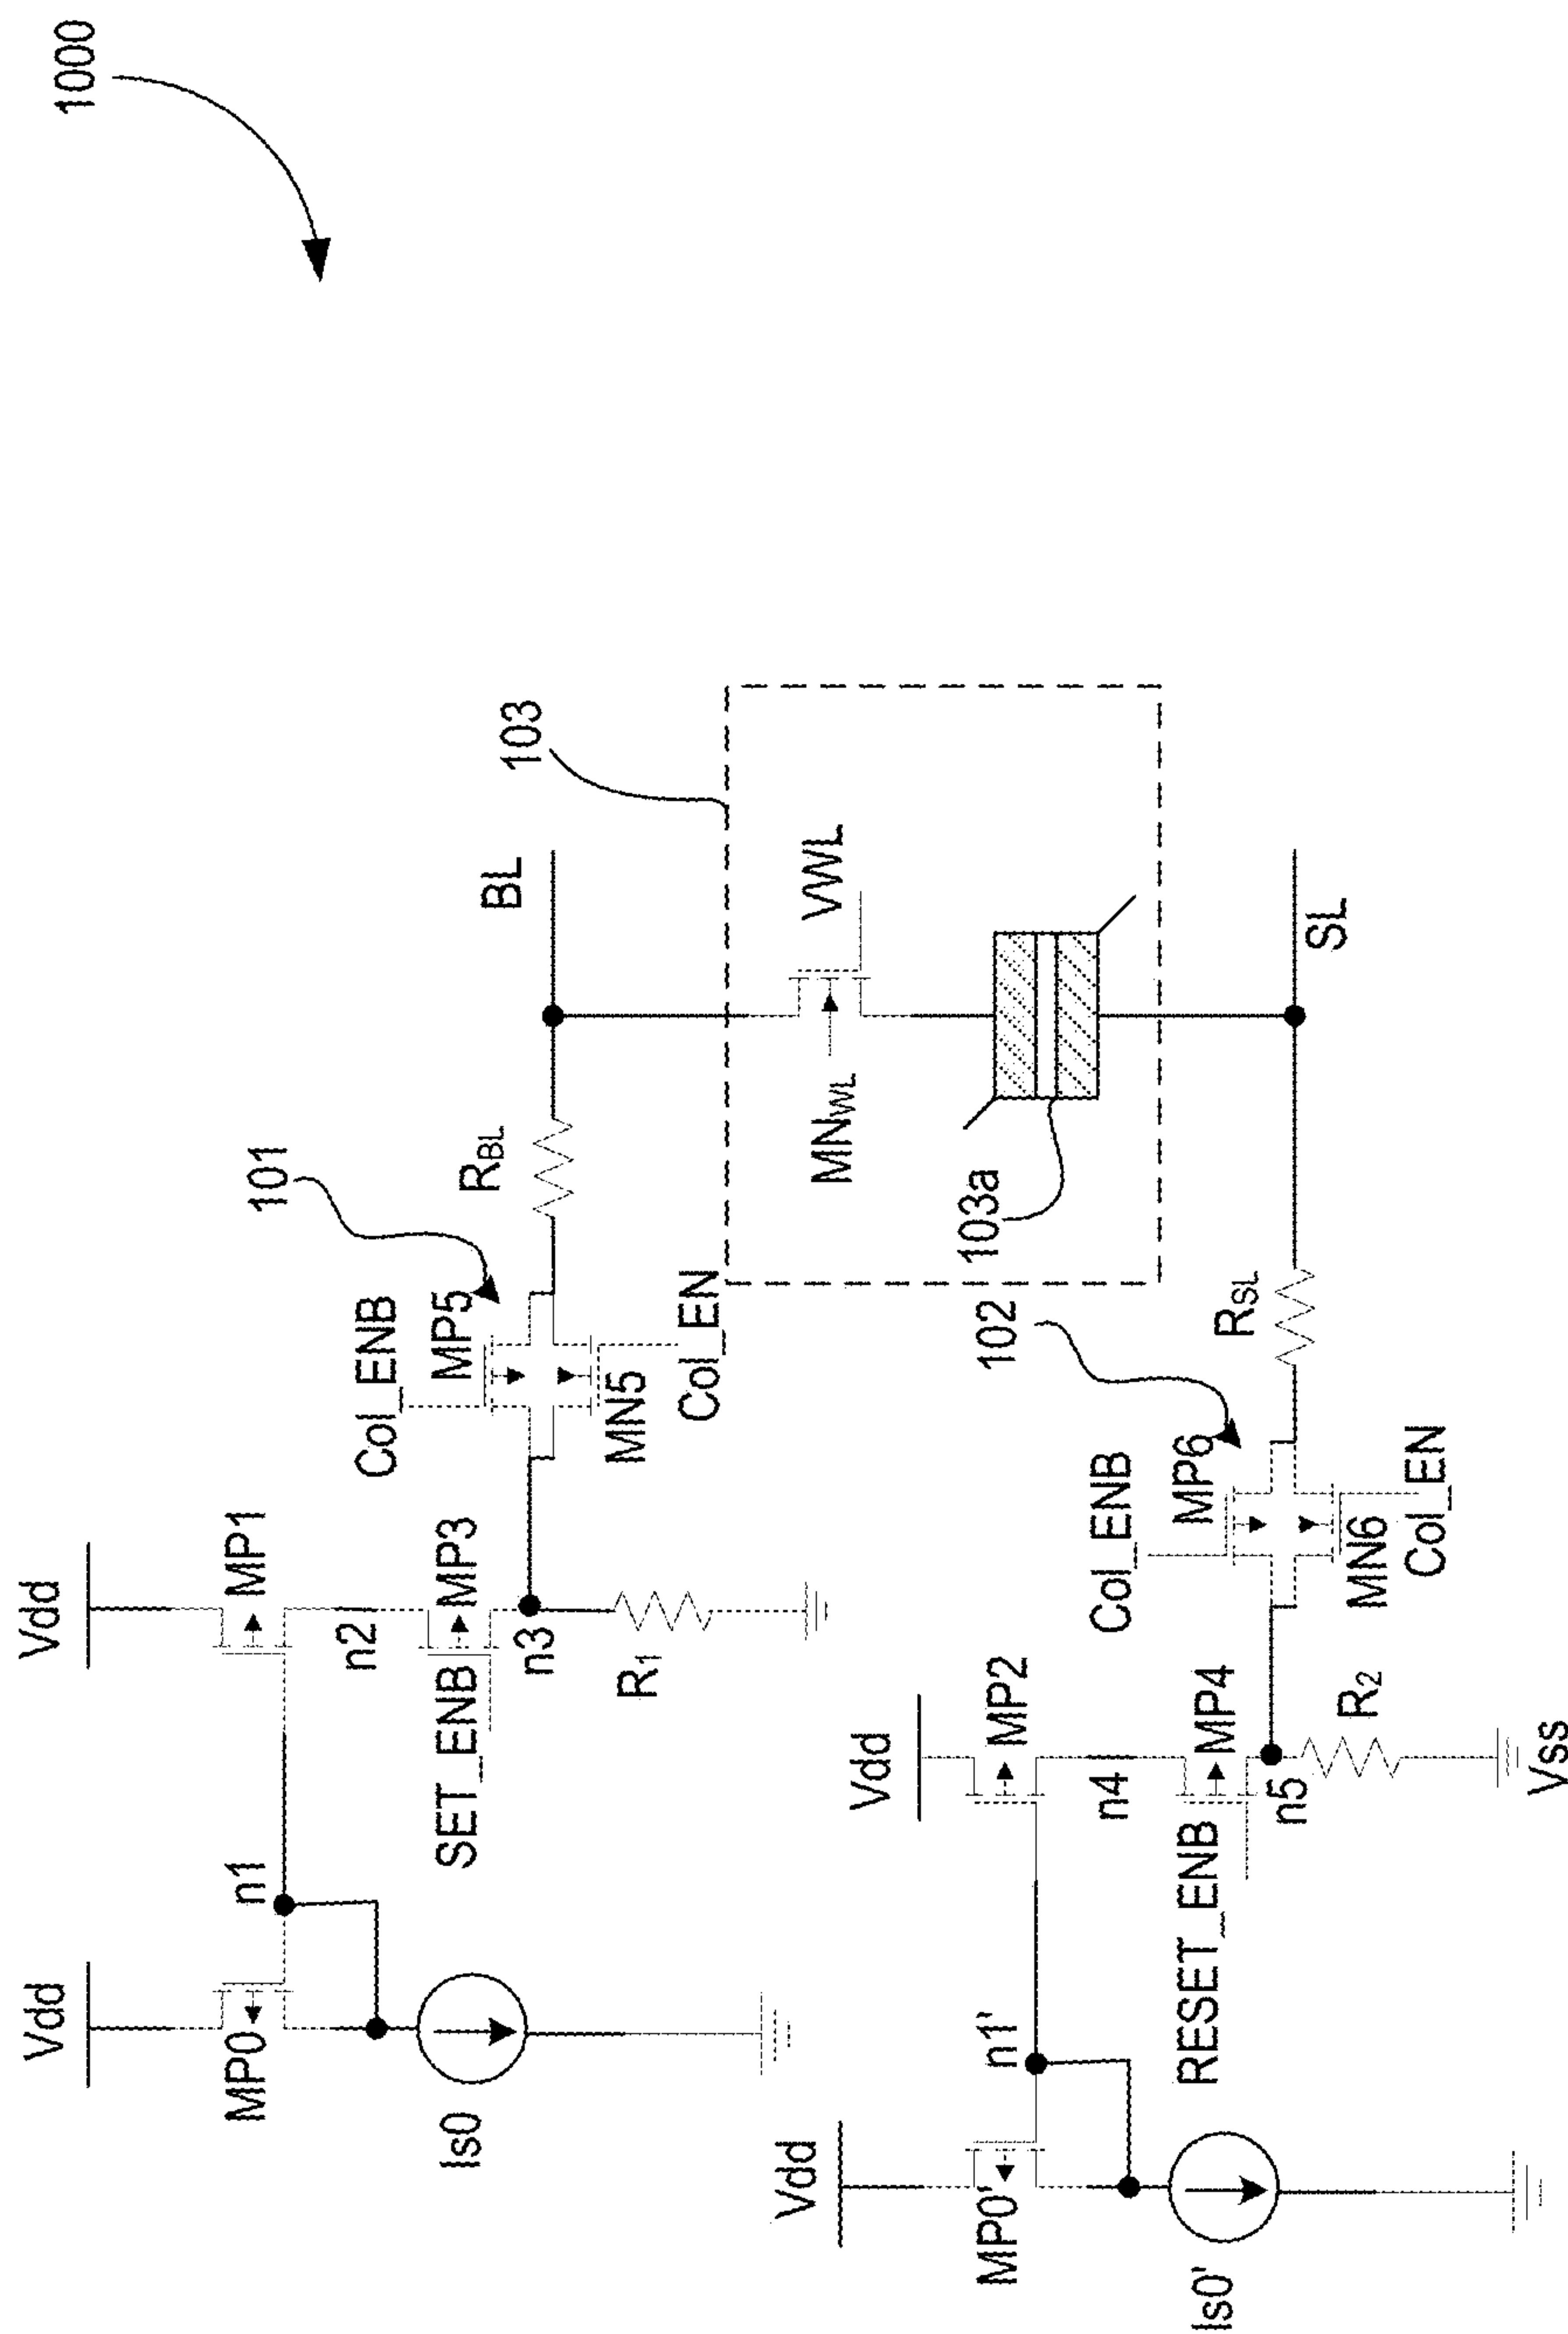 1000
Vdd
Vdd
MP0
n1
MP1
Is0
n2
SET_ENB
MP3
n3
R1
Col_ENB
MP5
101
MN5
Col_EN
RBL
BL
103
MNWL
VWL
103a
Vdd
Vdd
MP0'
n1'
MP2
Is0'
n4
RESET_ENB
MP4
n5
R2
Vss
Col_ENB
MP6
102
MN6
Col_EN
RSL
SL